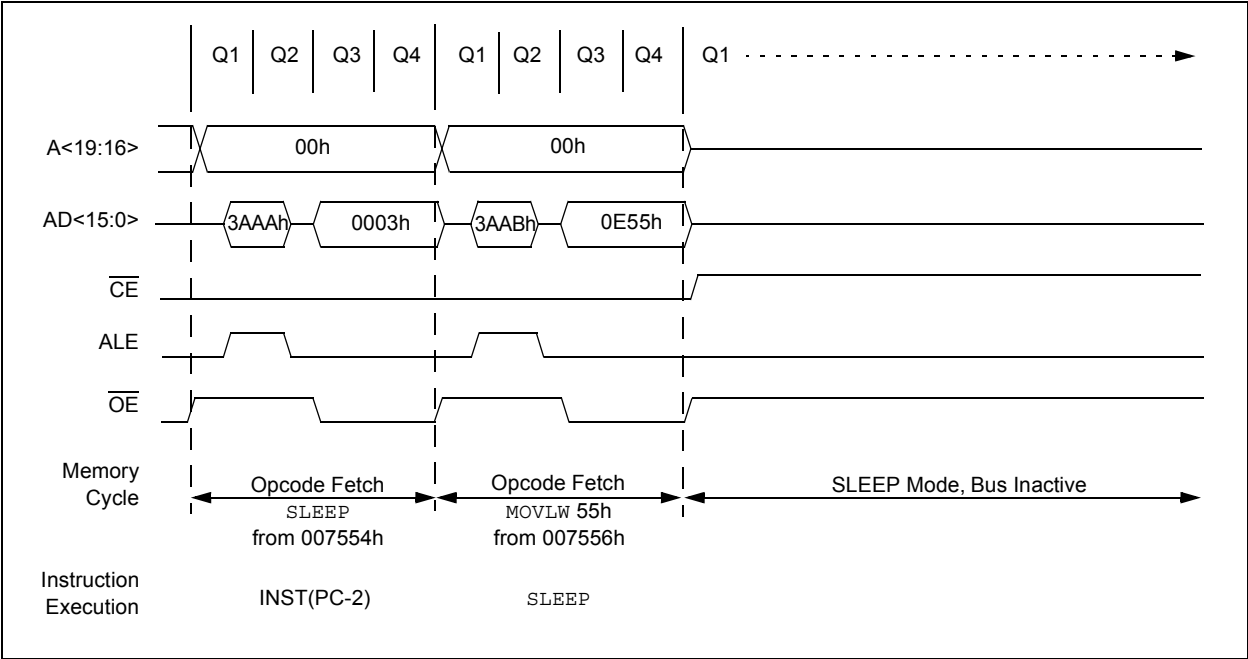 Q1 Q2 Q3 Q4 Q1 Q2 Q3 Q4 Q1
A<19:16> 00h 00h
AD<15:0> 3AAAh 0003h 3AABh 0E55h
CE
ALE
OE
Memory
Cycle
Opcode Fetch
SLEEP
from 007554h
Opcode Fetch
MOVLW 55h
from 007556h
SLEEP Mode, Bus Inactive
Instruction
Execution
INST(PC-2)
SLEEP